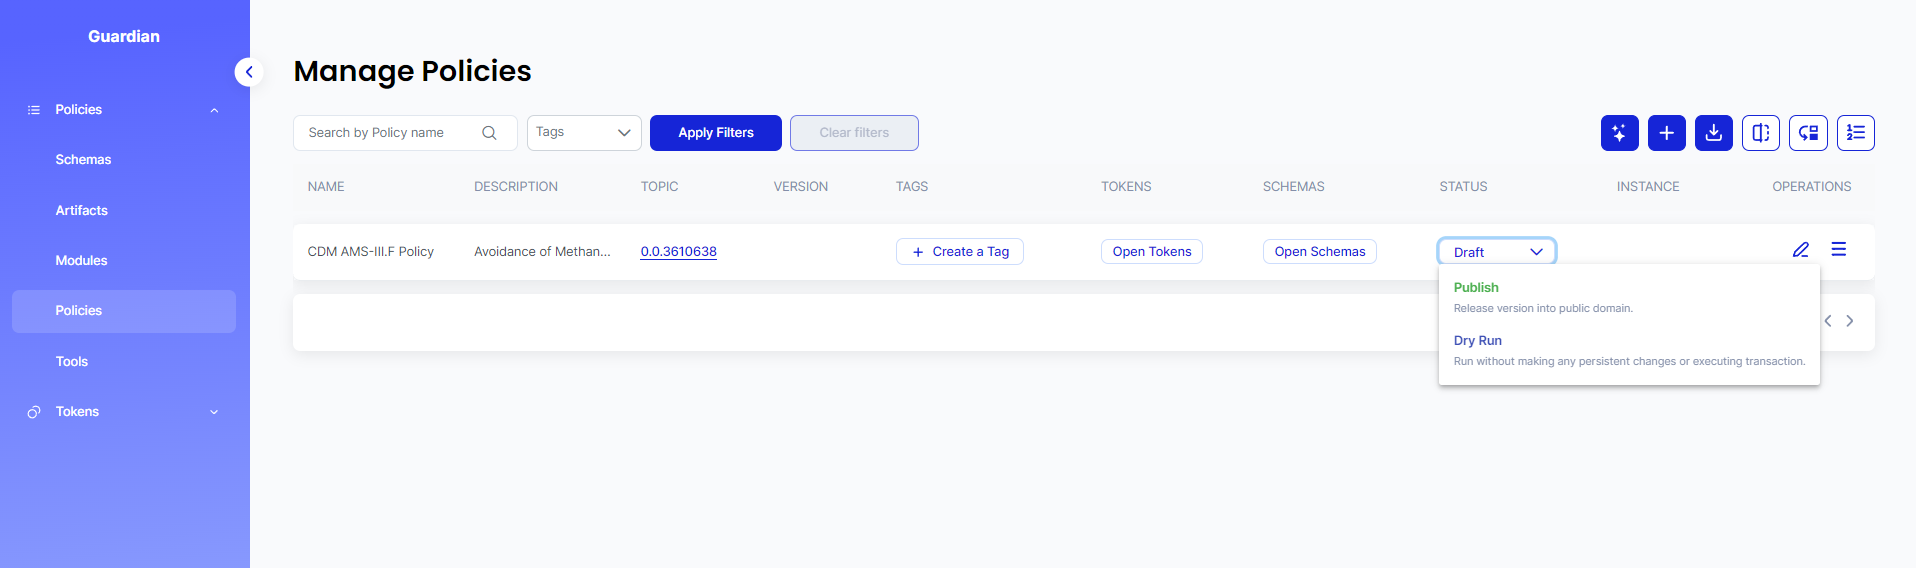 Guardian
Policies
Schemas
Artifacts
Modules
Policies
Tools
Tokens
Manage Policies
Search by Policy name
Tags
Apply Filters
Clear filters
NAME DESCRIPTION TOPIC VERSION TAGS TOKENS SCHEMAS STATUS INSTANCE OPERATIONS
CDM AMS-III.F Policy Avoidance of Methan... 0.0.3610638 + Create a Tag Open Tokens Open Schemas Draft
Publish
Release version into public domain.
Dry Run
Run without making any persistent changes or executing transaction.